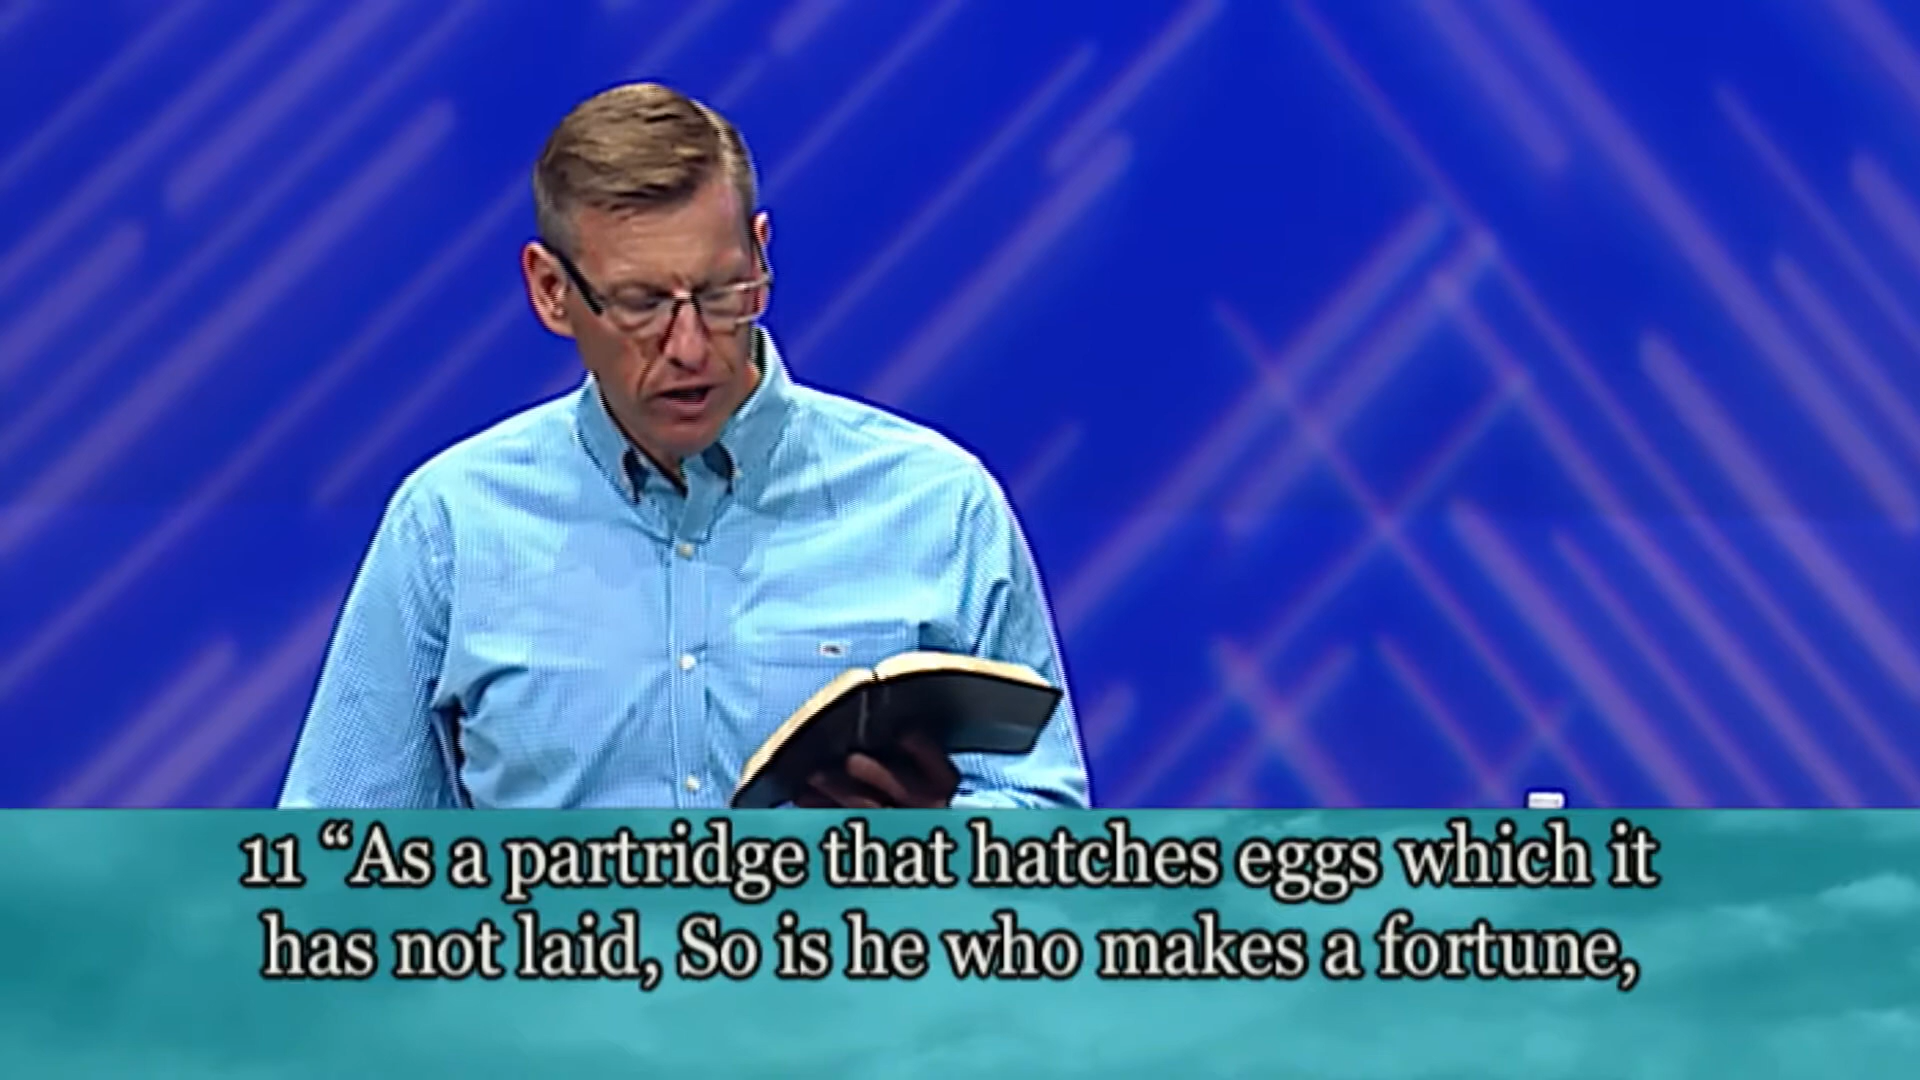 11 “As a partridge that hatches eggs which it
has not laid, So is he who makes a fortune,